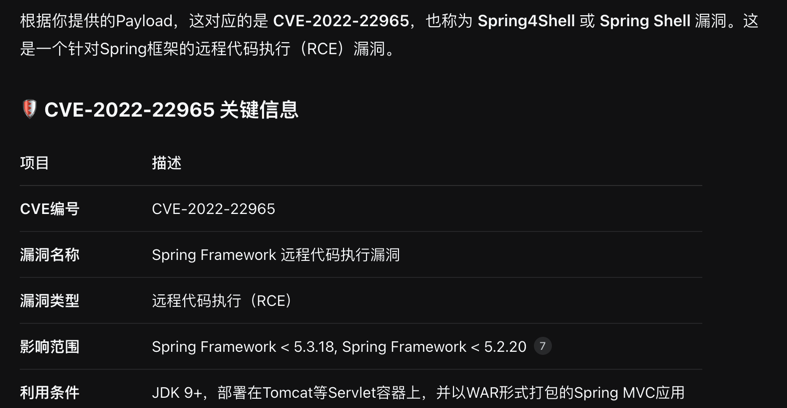 根据你提供的Payload，这对应的是 CVE-2022-22965，也称为 Spring4Shell 或 Spring Shell 漏洞。这
是一个针对Spring框架的远程代码执行（RCE）漏洞。
CVE-2022-22965 关键信息
项目 描述
CVE编号 CVE-2022-22965
漏洞名称 Spring Framework 远程代码执行漏洞
漏洞类型 远程代码执行（RCE）
影响范围 Spring Framework < 5.3.18, Spring Framework < 5.2.20 7
利用条件 JDK 9+，部署在Tomcat等Servlet容器上，并以WAR形式打包的Spring MVC应用